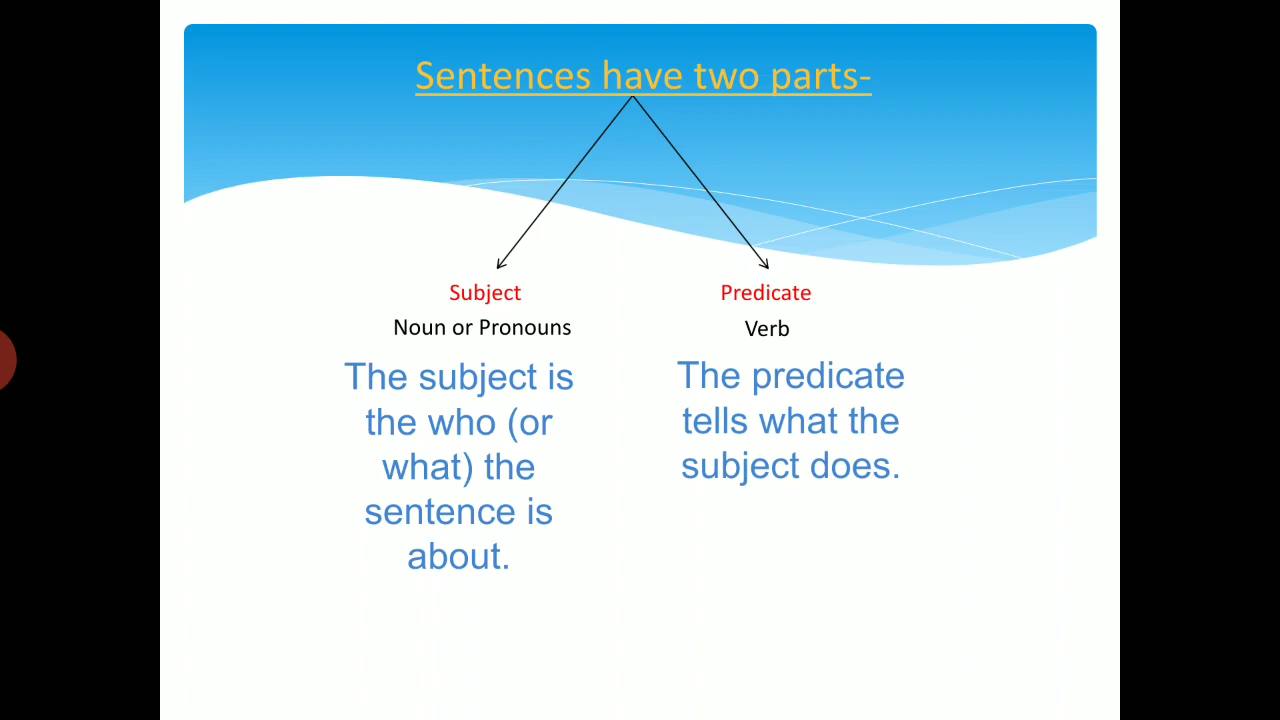 Sentences have two parts-
Subject
Noun or Pronouns
The subject is
the who (or
what) the
sentence is
about.
Predicate
Verb
The predicate
tells what the
subject does.